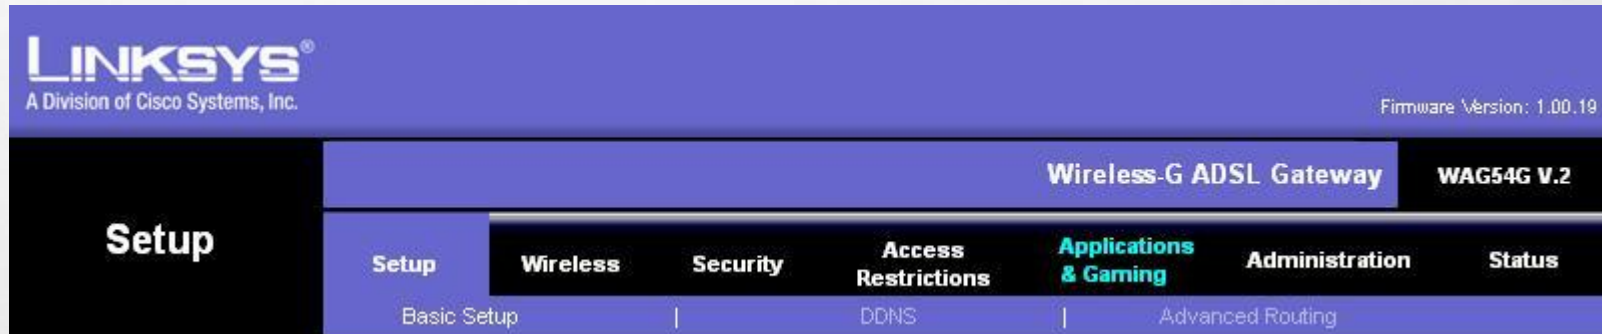 LINKSYS®
A Division of Cisco Systems, Inc.
Firmware Version: 1.00.19
Wireless-G ADSL Gateway WAG54G V.2
Setup
Setup Wireless Security Access Restrictions Applications & Gaming Administration Status
Basic Setup | DDNS | Advanced Routing